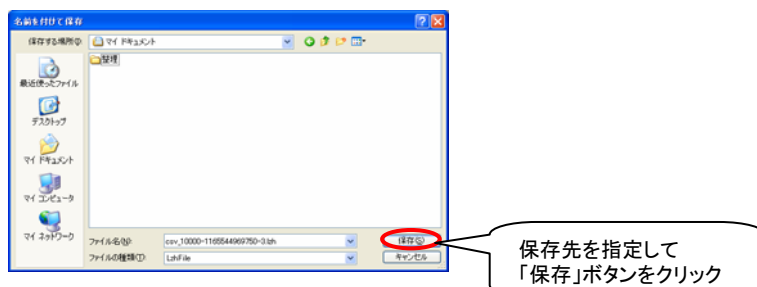 名前を付けて保存
保存する場所(I): マイ ドキュメント
整理
最近使ったファイル
デスクトップ
マイ ドキュメント
マイ コンピュータ
マイ ネットワーク
ファイル名(N): csv_10000-1165544969750-3.lzh 保存(S)
ファイルの種類(T): LzhFile キャンセル
保存先を指定して
「保存」ボタンをクリック